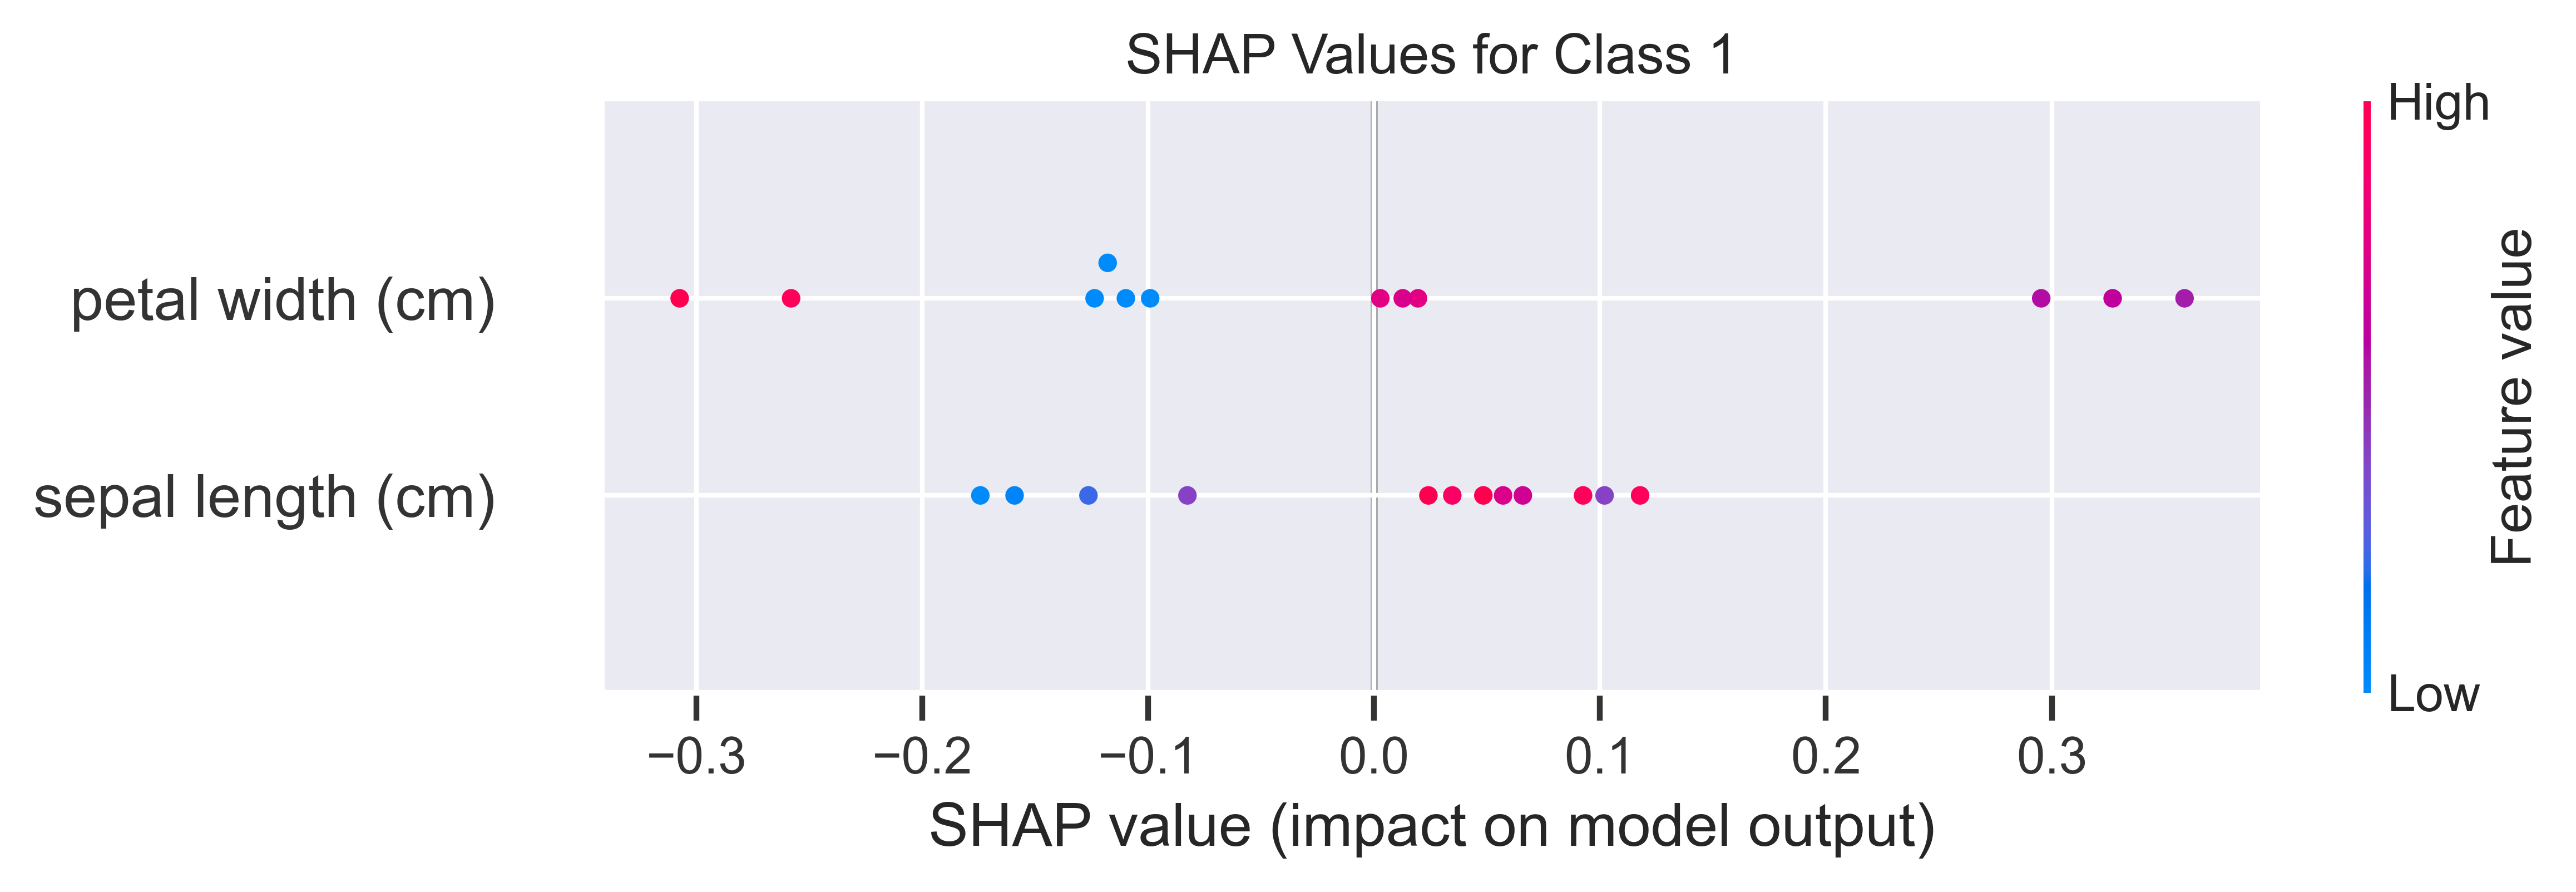 SHAP Values for Class 1
High
petal width (cm)
sepal length (cm)
Feature value
Low
−0.3 −0.2 −0.1 0.0 0.1 0.2 0.3
SHAP value (impact on model output)